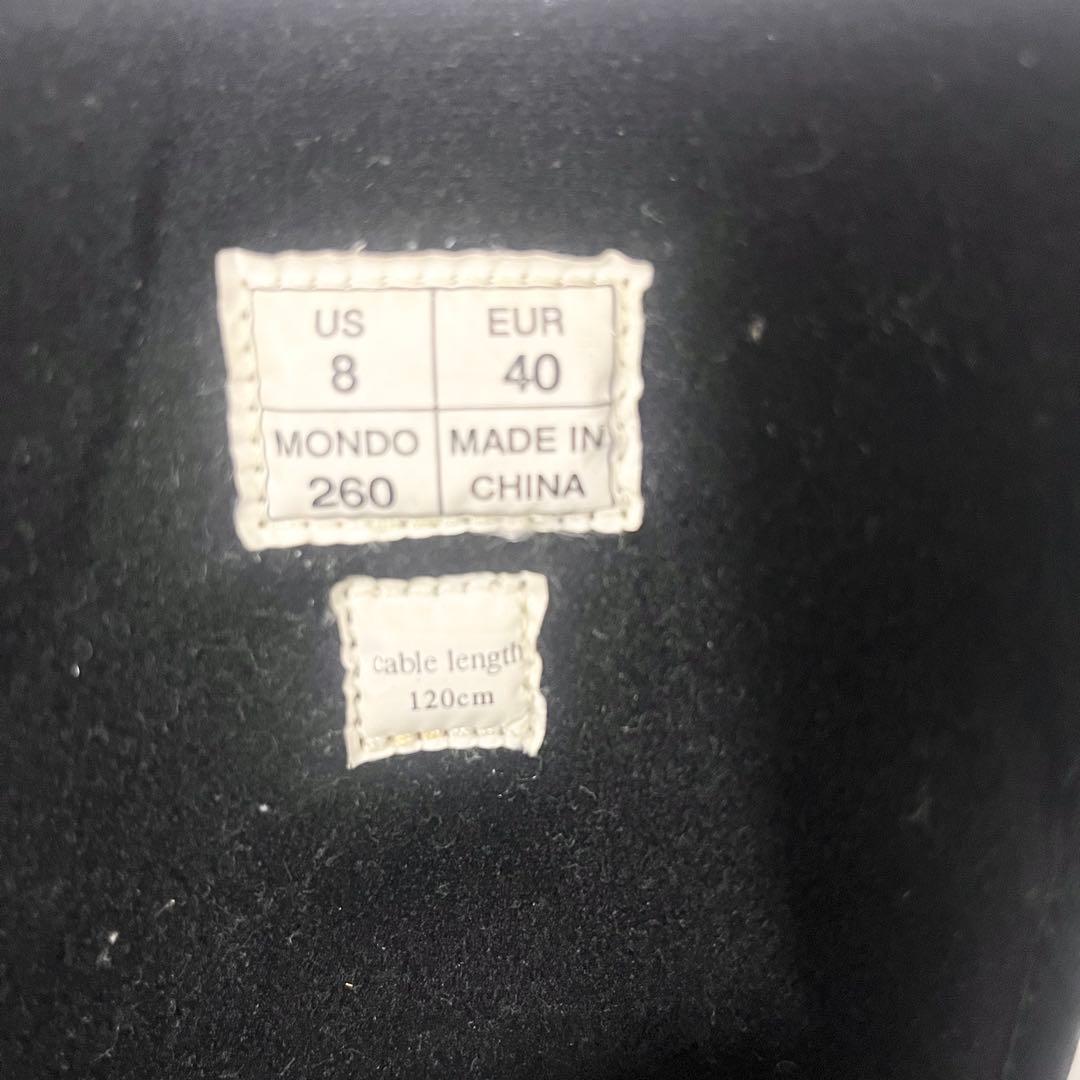 US EUR
8 40
MONDO MADE IN
260 CHINA
cable length
120cm